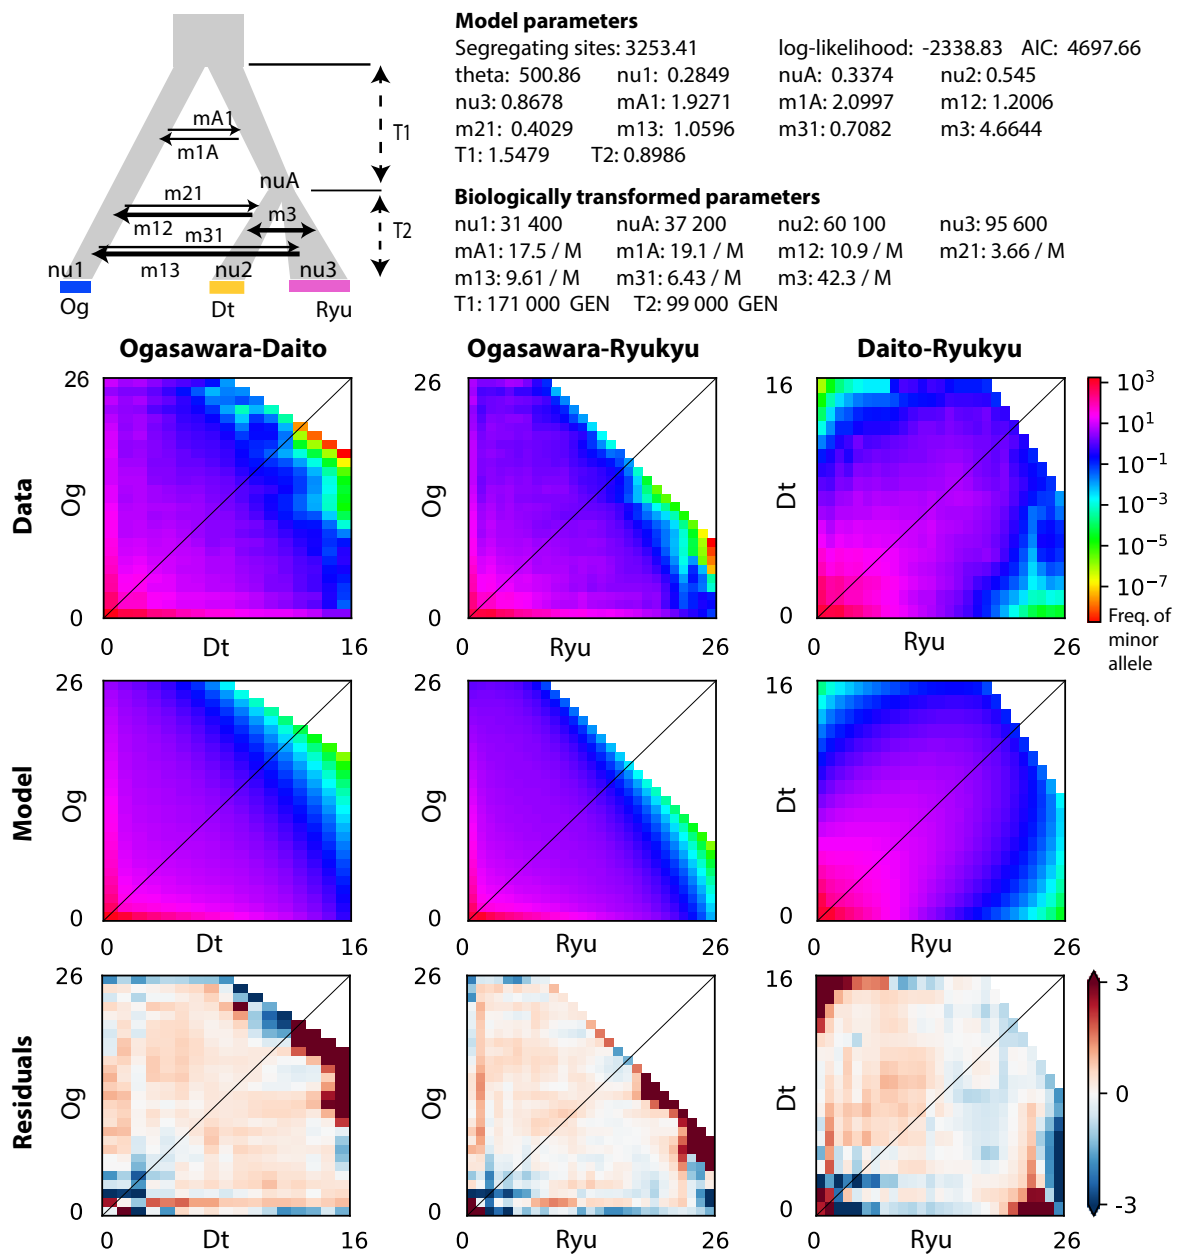 Model parameters
Segregating sites: 3253.41 log-likelihood: -2338.83 AIC: 4697.66
theta: 500.86 nu1: 0.2849 nuA: 0.3374 nu2: 0.545
nu3: 0.8678 mA1: 1.9271 m1A: 2.0997 m12: 1.2006
m21: 0.4029 m13: 1.0596 m31: 0.7082 m3: 4.6644
T1: 1.5479 T2: 0.8986
Biologically transformed parameters
nu1: 31 400 nuA: 37 200 nu2: 60 100 nu3: 95 600
mA1: 17.5 / M m1A: 19.1 / M m12: 10.9 / M m21: 3.66 / M
m13: 9.61 / M m31: 6.43 / M m3: 42.3 / M
T1: 171 000 GEN T2: 99 000 GEN
mA1
m1A
T1
nuA
m21
m12
m3
m31
m13
T2
nu1 nu2 nu3
Og Dt Ryu
Ogasawara-Daito Ogasawara-Ryukyu Daito-Ryukyu
Data
26
Og
0
0 Dt 16
26
Og
0
0 Ryu 26
16
Dt
0
0 Ryu 26
10³
10¹
10⁻¹
10⁻³
10⁻⁵
10⁻⁷
Freq. of
minor
allele
Model
26
Og
0
0 Dt 16
26
Og
0
0 Ryu 26
16
Dt
0
0 Ryu 26
Residuals
26
Og
0
0 Dt 16
26
Og
0
0 Ryu 26
16
Dt
0
0 Ryu 26
3
0
-3